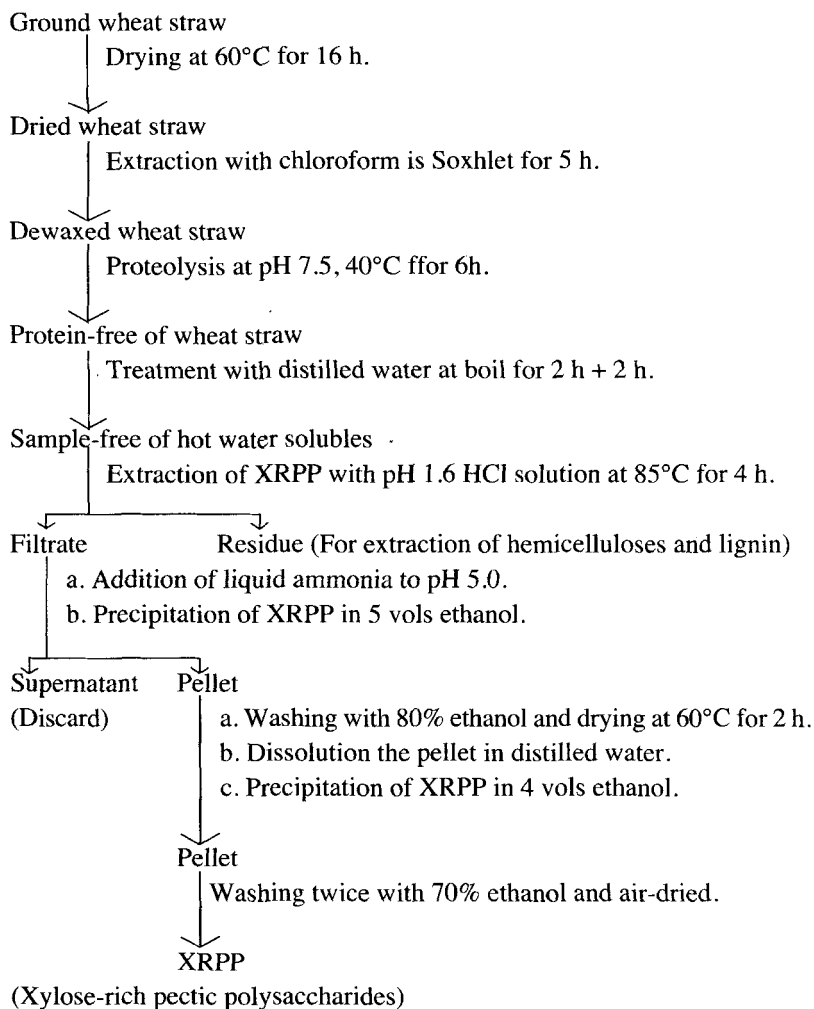 Ground wheat straw
Drying at 60°C for 16 h.
Dried wheat straw
Extraction with chloroform is Soxhlet for 5 h.
Dewaxed wheat straw
Proteolysis at pH 7.5, 40°C ffor 6h.
Protein-free of wheat straw
Treatment with distilled water at boil for 2 h + 2 h.
Sample-free of hot water solubles
Extraction of XRPP with pH 1.6 HCl solution at 85°C for 4 h.
Filtrate Residue (For extraction of hemicelluloses and lignin)
a. Addition of liquid ammonia to pH 5.0.
b. Precipitation of XRPP in 5 vols ethanol.
Supernatant Pellet
(Discard) a. Washing with 80% ethanol and drying at 60°C for 2 h.
b. Dissolution the pellet in distilled water.
c. Precipitation of XRPP in 4 vols ethanol.
Pellet
Washing twice with 70% ethanol and air-dried.
XRPP
(Xylose-rich pectic polysaccharides)